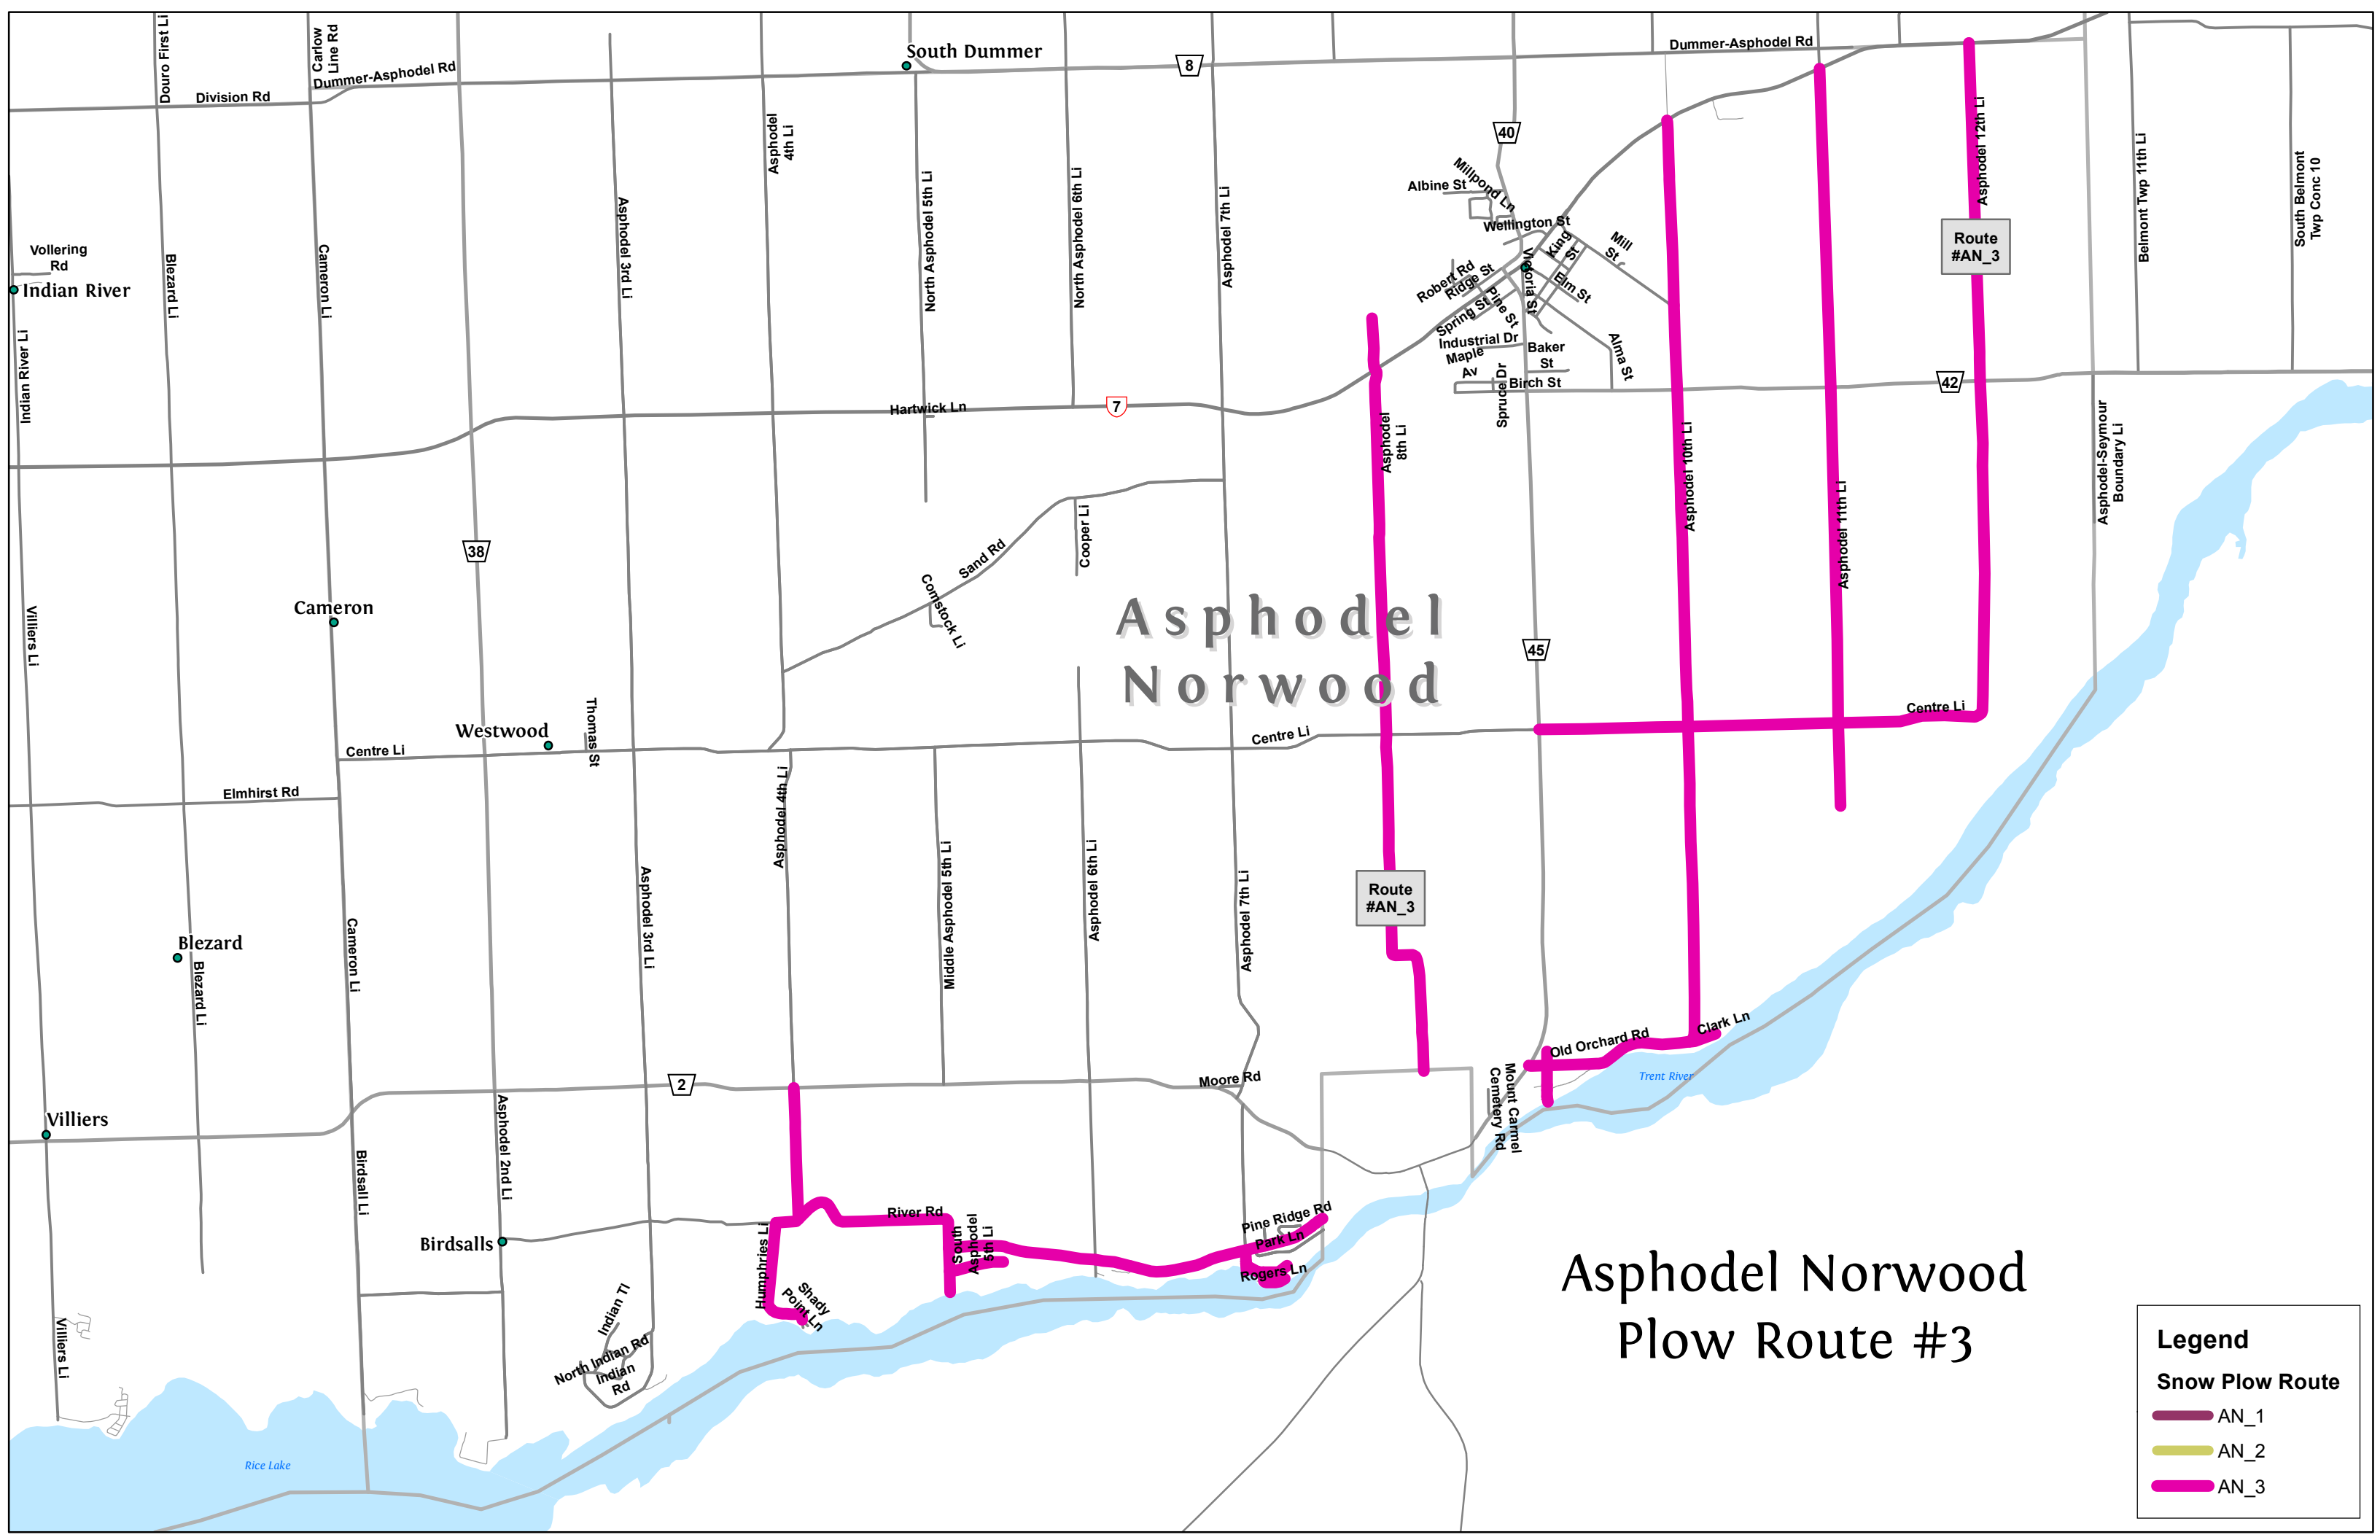 Douro First Li
Carlow
Line Rd
Dummer-Asphodel Rd
Division Rd
South Dummer
8
Dummer-Asphodel Rd
Asphodel
4th Li
40
Asphodel 12th Li
Belmont Twp 11th Li
South Belmont
Twp Conc 10
Millpond Ln
Albine St
Wellington St
King
St
Mill
St
Vollering
Rd
Indian River
Blezard Li
Cameron Li
Asphodel 3rd Li
North Asphodel 5th Li
North Asphodel 6th Li
Asphodel 7th Li
Route
#AN_3
Robert Rd
Ridge St
Victoria St
Elm St
Pine St
Spring St
Industrial Dr
Maple
Av
Baker
St
Alma St
Birch St
Spruce Dr
42
Indian River Li
Hartwick Ln
7
Asphodel
8th Li
Asphodel 10th Li
Asphodel 11th Li
Asphodel-Seymour
Boundary Li
38
Sand Rd
Cooper Li
Comstock Li
Cameron
Villiers Li
Asphodel
Norwood
45
Westwood
Thomas St
Centre Li
Centre Li
Centre Li
Elmhirst Rd
Asphodel 4th Li
Middle Asphodel 5th Li
Asphodel 6th Li
Asphodel 7th Li
Asphodel 3rd Li
Route
#AN_3
Blezard
Blezard Li
Cameron Li
Clark Ln
Old Orchard Rd
Trent River
Mount Carmel
Cemetery Rd
2
Moore Rd
Villiers
Asphodel 2nd Li
Birdsall Li
Birdsalls
River Rd
South
Asphodel
5th Li
Humphries Li
Shady
Point Ln
Pine Ridge Rd
Park Ln
Rogers Ln
Indian Tl
North Indian Rd
Indian
Rd
Villiers Li
Rice Lake
Asphodel Norwood
Plow Route #3
Legend
Snow Plow Route
AN_1
AN_2
AN_3